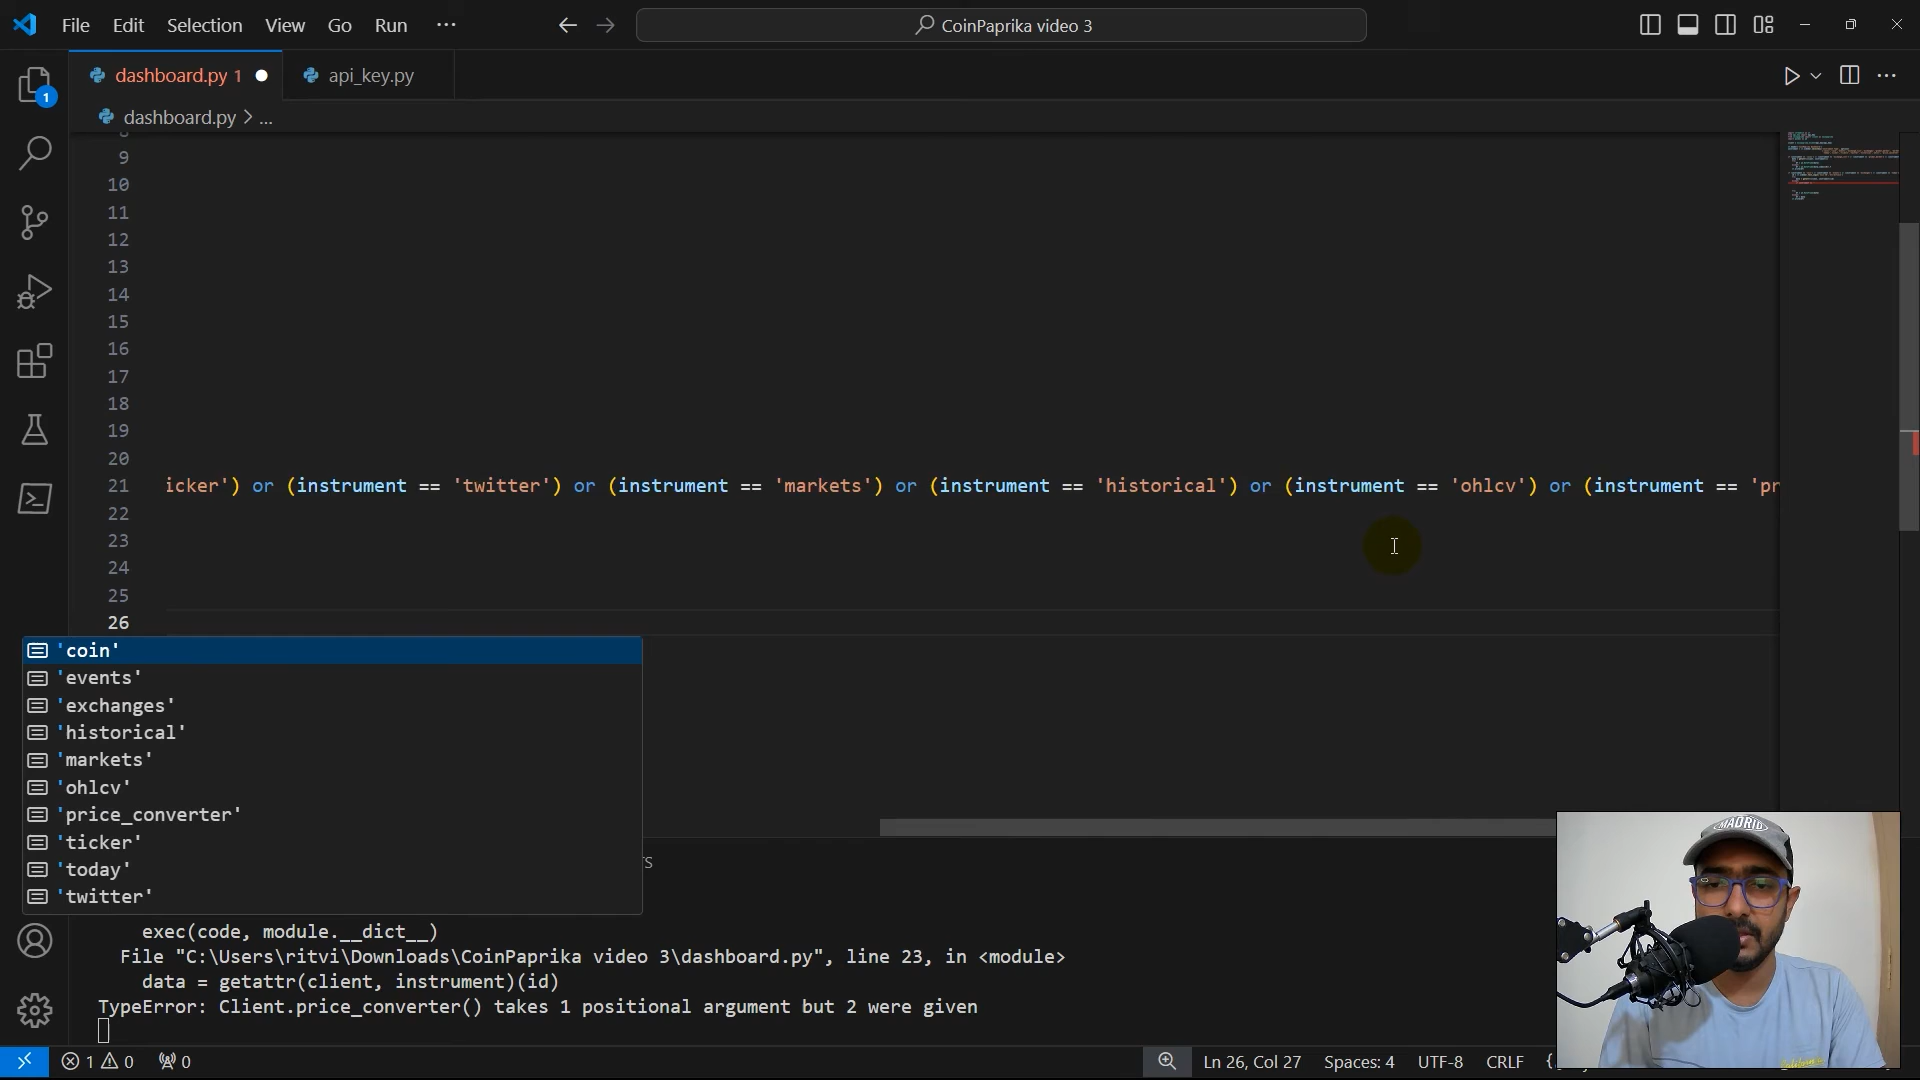 File Edit Selection View Go Run ...
CoinPaprika video 3
dashboard.py 1
api_key.py
dashboard.py > ...
9
10
11
12
13
14
15
16
17
18
19
20
21 icker') or (instrument == 'twitter') or (instrument == 'markets') or (instrument == 'historical') or (instrument == 'ohlcv') or (instrument == 'pr
22
23
24
25
26
'coin'
'events'
'exchanges'
'historical'
'markets'
'ohlcv'
'price_converter'
'ticker'
'today'
'twitter'
exec(code, module.__dict__)
File "C:\Users\ritvi\Downloads\CoinPaprika video 3\dashboard.py", line 23, in <module>
data = getattr(client, instrument)(id)
TypeError: Client.price_converter() takes 1 positional argument but 2 were given
1 0 0 Ln 26, Col 27 Spaces: 4 UTF-8 CRLF {
1
MADRID